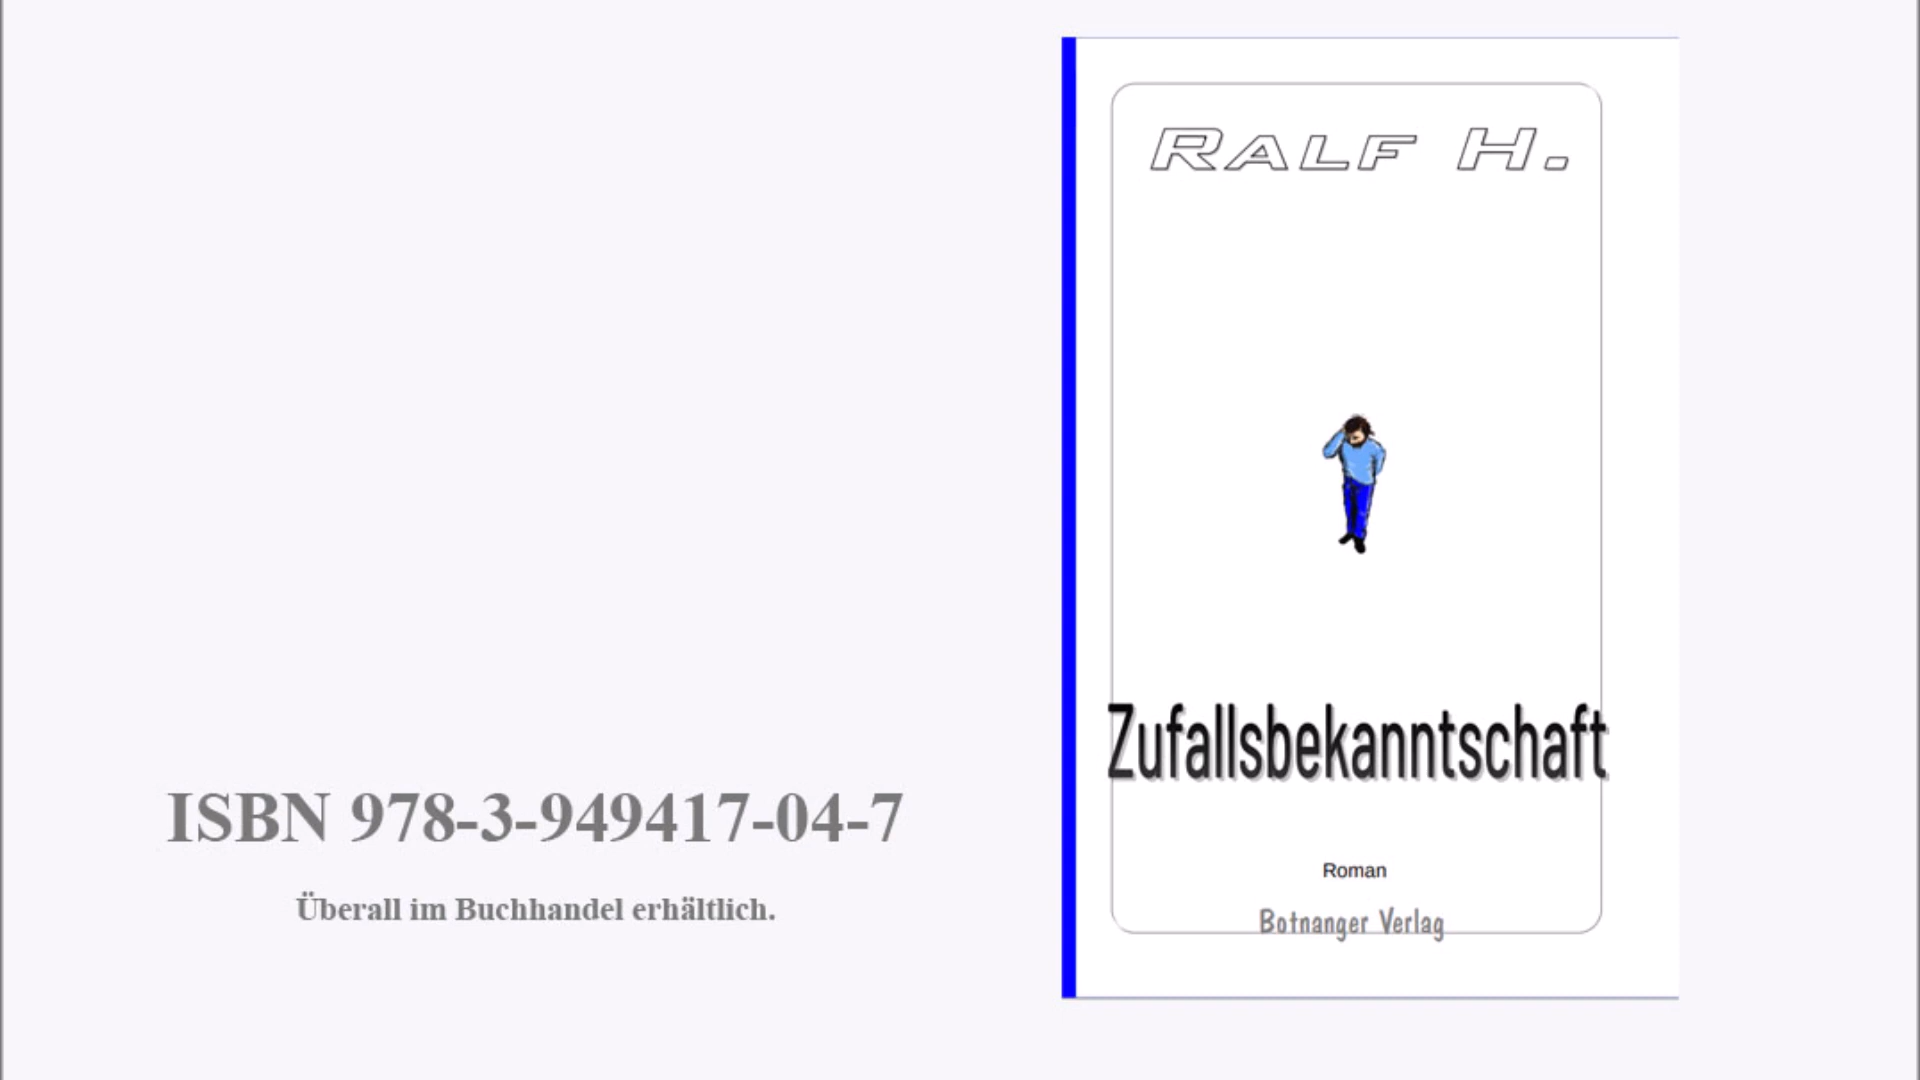 RALF H.
Zufallsbekanntschaft
ISBN 978-3-949417-04-7
Roman
Überall im Buchhandel erhältlich.
Botnanger Verlag